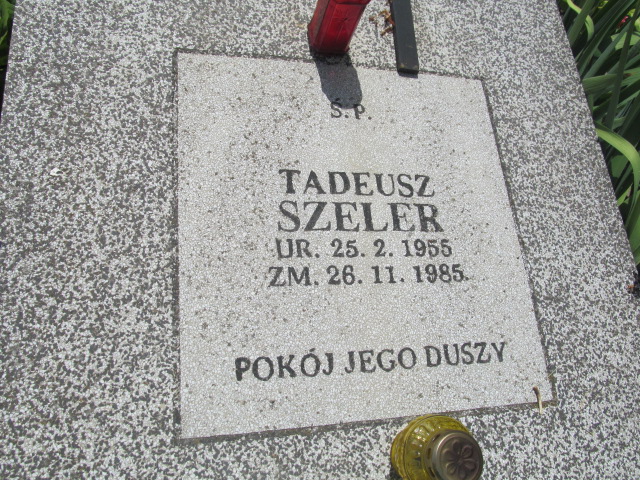 Ś.P.
TADEUSZ
SZELER
UR. 25. 2. 1955
ZM. 26. 11. 1985.
POKÓJ JEGO DUSZY